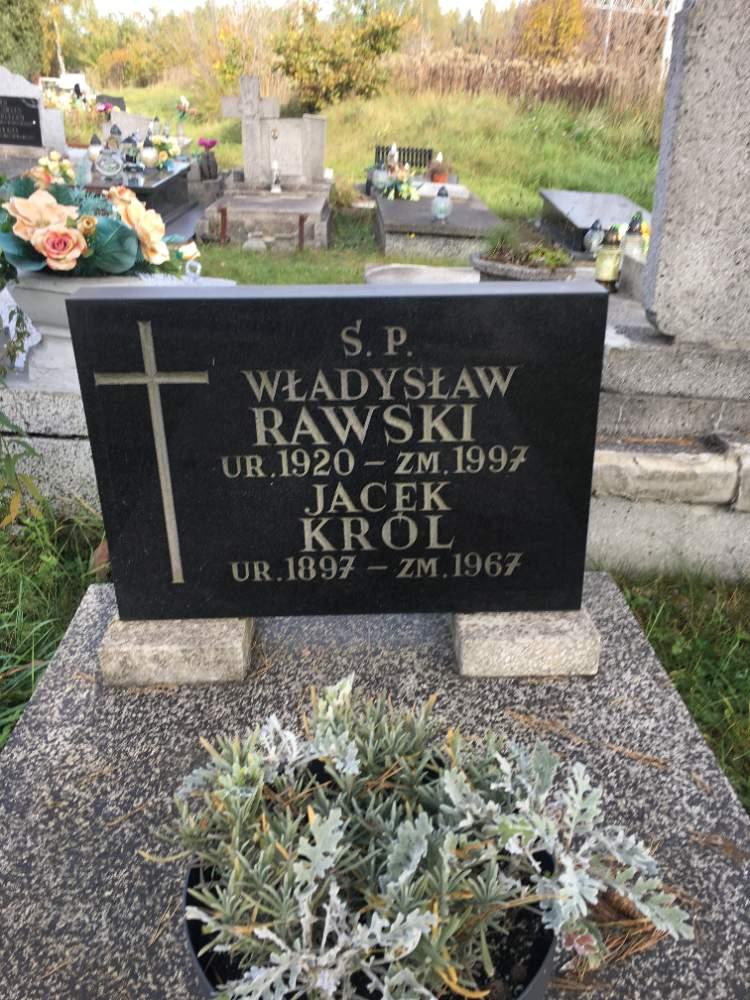 Ś. P.
WŁADYSŁAW
RAWSKI
UR. 1920 – ZM. 1997
JACEK
KRÓL
UR. 1897 – ZM. 1967